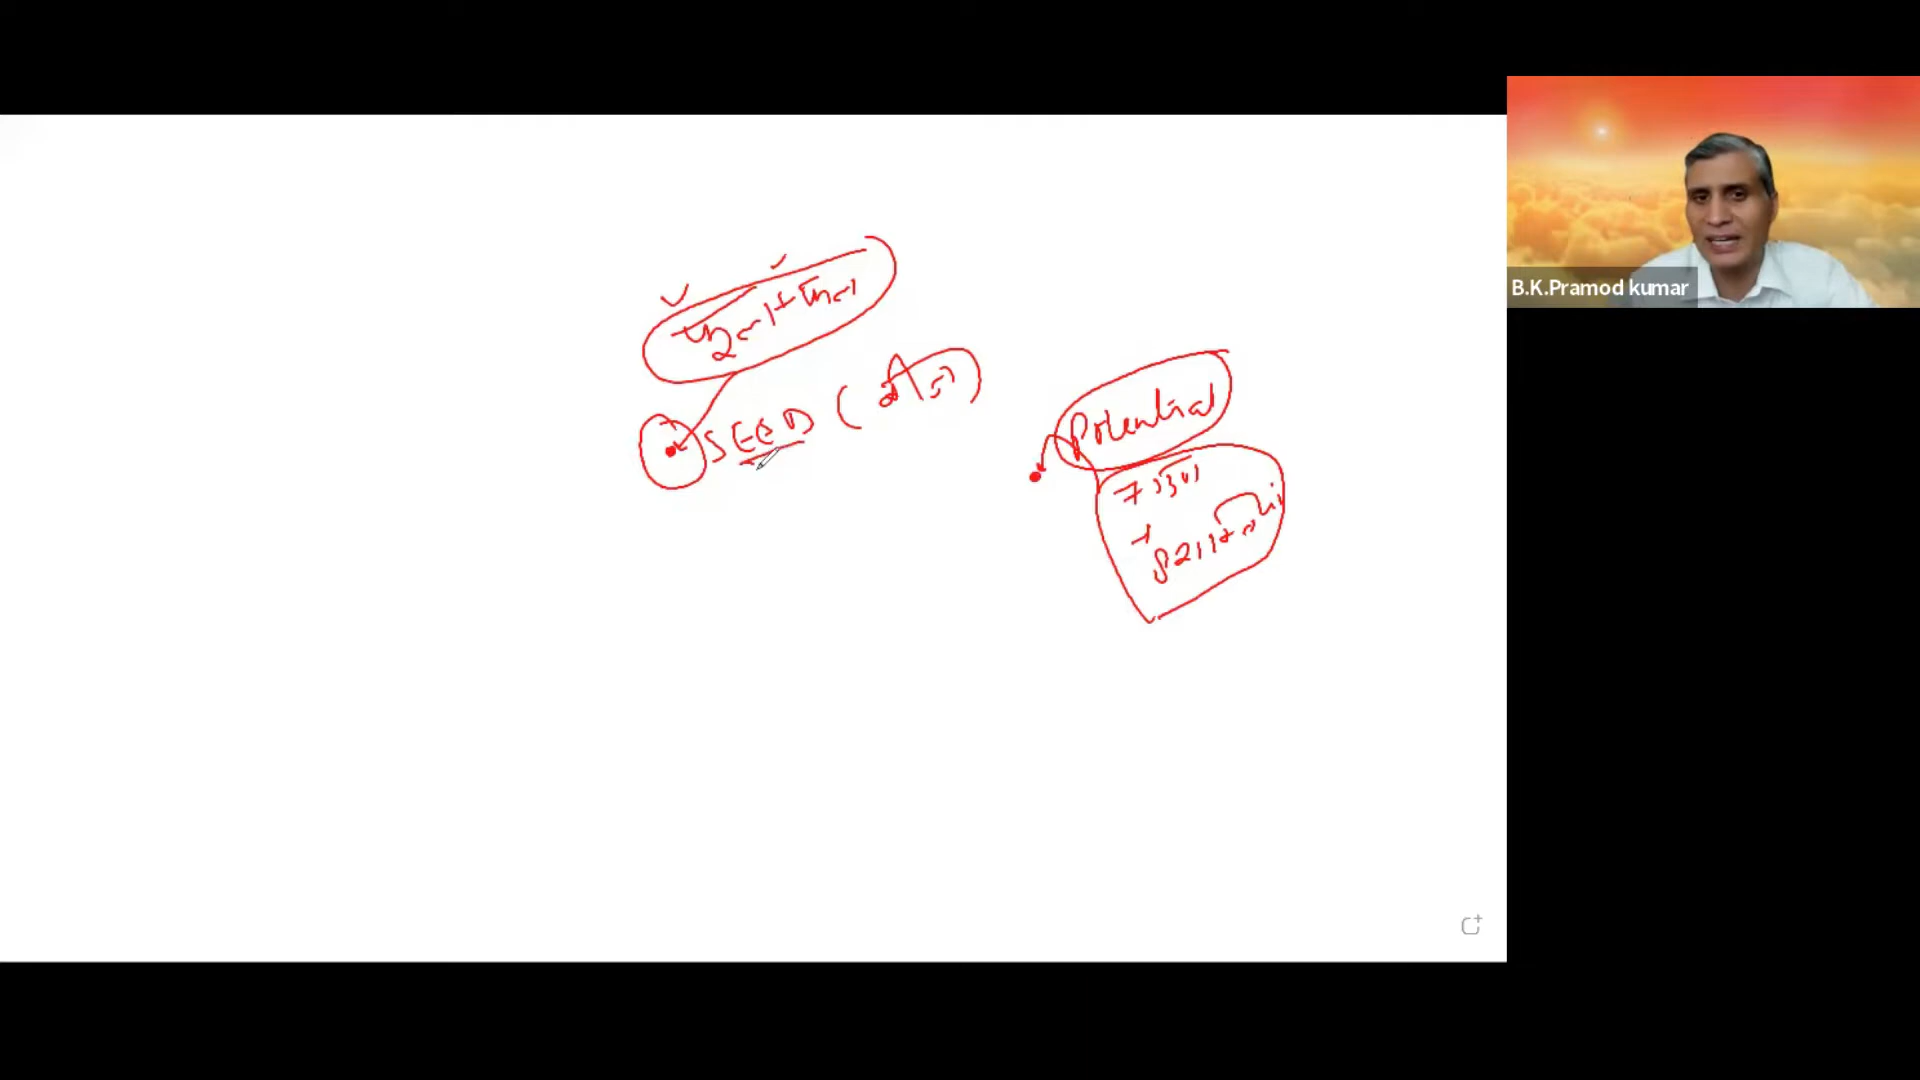 SEED (बीज)
Potential
7 गुण
+
8 शक्तियां
B.K.Pramod kumar